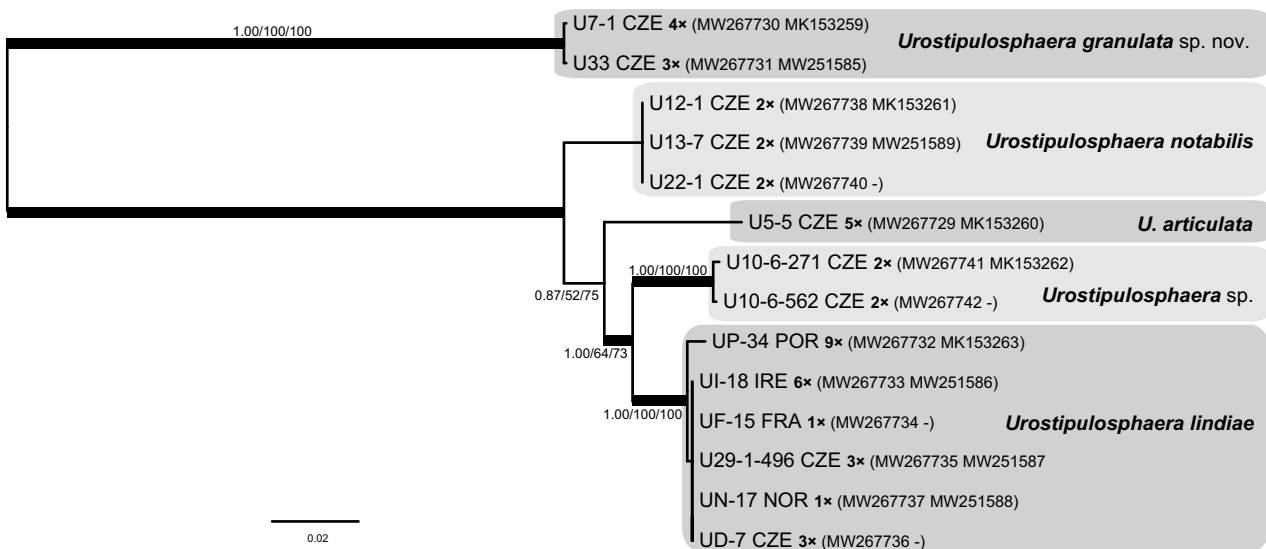 1.00/100/100
U7-1 CZE 4× (MW267730 MK153259)
Urostipulosphaera granulata sp. nov.
U33 CZE 3× (MW267731 MW251585)
U12-1 CZE 2× (MW267738 MK153261)
U13-7 CZE 2× (MW267739 MW251589)
Urostipulosphaera notabilis
U22-1 CZE 2× (MW267740 -)
U5-5 CZE 5× (MW267729 MK153260)
U. articulata
1.00/100/100
U10-6-271 CZE 2× (MW267741 MK153262)
0.87/52/75
U10-6-562 CZE 2× (MW267742 -)
Urostipulosphaera sp.
UP-34 POR 9× (MW267732 MK153263)
1.00/64/73
UI-18 IRE 6× (MW267733 MW251586)
1.00/100/100
UF-15 FRA 1× (MW267734 -)
Urostipulosphaera lindiae
U29-1-496 CZE 3× (MW267735 MW251587
UN-17 NOR 1× (MW267737 MW251588)
UD-7 CZE 3× (MW267736 -)
0.02